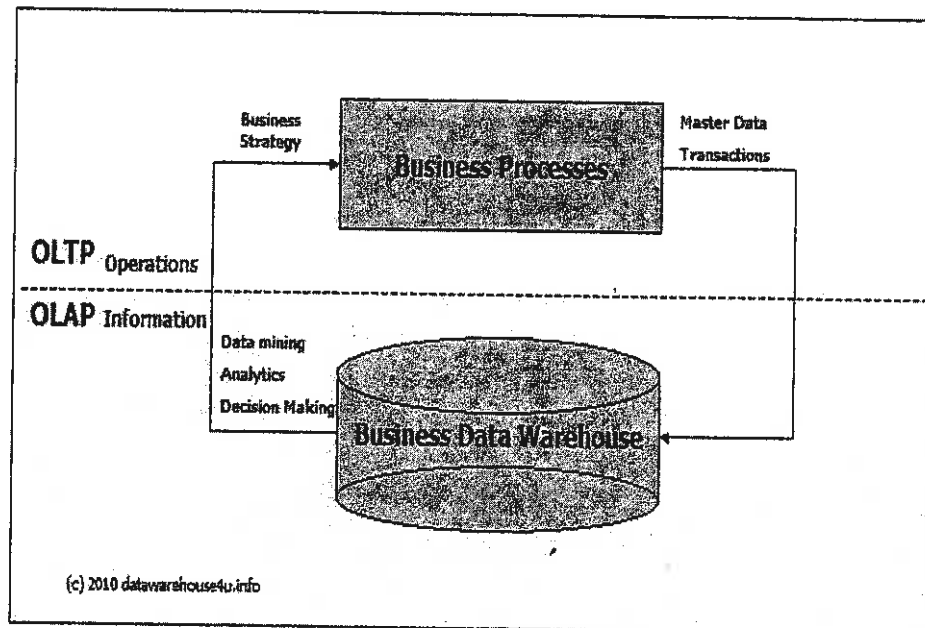 Business
Strategy
Business Processes
Master Data
Transactions
OLTP Operations
OLAP Information
Data mining
Analytics
Decision Making
Business Data Warehouse
(c) 2010 datawarehouse4u.info